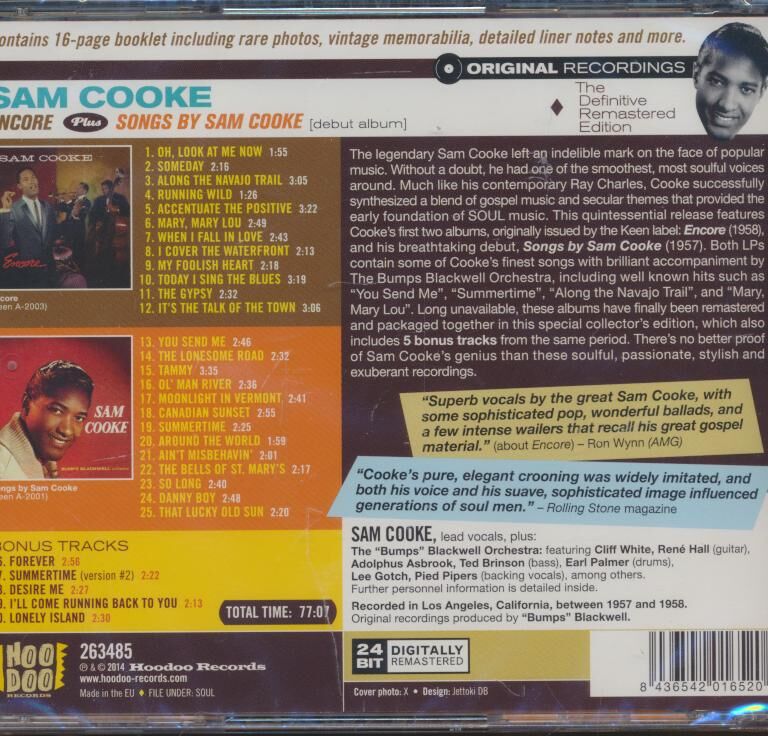 ontains 16-page booklet including rare photos, vintage memorabilia, detailed liner notes and more.
ORIGINAL RECORDINGS
The
Definitive
Remastered
Edition
SAM COOKE
NCORE Plus SONGS BY SAM COOKE [debut album]
SAM COOKE
Encore
core
een A-2003)
1. OH, LOOK AT ME NOW 1:55
2. SOMEDAY 2:16
3. ALONG THE NAVAJO TRAIL 3:05
4. RUNNING WILD 1:26
5. ACCENTUATE THE POSITIVE 3:22
6. MARY, MARY LOU 2:49
7. WHEN I FALL IN LOVE 2:43
8. I COVER THE WATERFRONT 2:13
9. MY FOOLISH HEART 2:18
10. TODAY I SING THE BLUES 3:19
11. THE GYPSY 2:32
12. IT'S THE TALK OF THE TOWN 3:06
SAM
COOKE
BUMPS BLACKWELL
ngs by Sam Cooke
een A-2001)
13. YOU SEND ME 2:46
14. THE LONESOME ROAD 2:32
15. TAMMY 3:35
16. OL' MAN RIVER 2:36
17. MOONLIGHT IN VERMONT 2:41
18. CANADIAN SUNSET 2:55
19. SUMMERTIME 2:25
20. AROUND THE WORLD 1:59
21. AIN'T MISBEHAVIN' 2:01
22. THE BELLS OF ST. MARY'S 2:17
23. SO LONG 2:40
24. DANNY BOY 2:48
25. THAT LUCKY OLD SUN 2:20
BONUS TRACKS
6. FOREVER 2:56
7. SUMMERTIME (version #2) 2:22
8. DESIRE ME 2:27
9. I'LL COME RUNNING BACK TO YOU 2:13
0. LONELY ISLAND 2:30
TOTAL TIME: 77:07
HOO
DOO
RECORDS
263485
℗ & © 2014 Hoodoo Records
www.hoodoo-records.com
Made in the EU ♦ FILE UNDER: SOUL
The legendary Sam Cooke left an indelible mark on the face of popular
music. Without a doubt, he had one of the smoothest, most soulful voices
around. Much like his contemporary Ray Charles, Cooke successfully
synthesized a blend of gospel music and secular themes that provided the
early foundation of SOUL music. This quintessential release features
Cooke's first two albums, originally issued by the Keen label: Encore (1958),
and his breathtaking debut, Songs by Sam Cooke (1957). Both LPs
contain some of Cooke's finest songs with brilliant accompaniment by
The Bumps Blackwell Orchestra, including well known hits such as
“You Send Me”, “Summertime”, “Along the Navajo Trail”, and “Mary,
Mary Lou”. Long unavailable, these albums have finally been remastered
and packaged together in this special collector's edition, which also
includes 5 bonus tracks from the same period. There's no better proof
of Sam Cooke's genius than these soulful, passionate, stylish and
exuberant recordings.
“Superb vocals by the great Sam Cooke, with
some sophisticated pop, wonderful ballads, and
a few intense wailers that recall his great gospel
material.” (about Encore) – Ron Wynn (AMG)
“Cooke's pure, elegant crooning was widely imitated, and
both his voice and his suave, sophisticated image influenced
generations of soul men.” – Rolling Stone magazine
SAM COOKE, lead vocals, plus:
The “Bumps” Blackwell Orchestra: featuring Cliff White, René Hall (guitar),
Adolphus Asbrook, Ted Brinson (bass), Earl Palmer (drums),
Lee Gotch, Pied Pipers (backing vocals), among others.
Further personnel information is detailed inside.
Recorded in Los Angeles, California, between 1957 and 1958.
Original recordings produced by “Bumps” Blackwell.
24
BIT
DIGITALLY
REMASTERED
Cover photo: X • Design: Jettoki DB
8 436542 016520